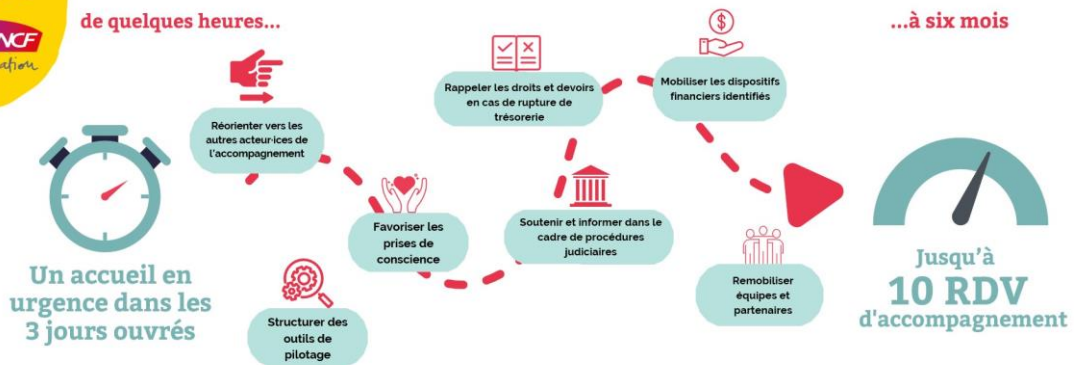 NCF
de quelques heures...
...à six mois
Réorienter vers les
autres acteur·ices de
l'accompagnement
Rappeler les droits et devoirs
en cas de rupture de
trésorerie
Mobiliser les dispositifs
financiers identifiés
Favoriser les
prises de
conscience
Soutenir et informer dans le
cadre de procédures
judiciaires
Structurer des
outils de
pilotage
Remobiliser
équipes et
partenaires
Un accueil en
urgence dans les
3 jours ouvrés
Jusqu'à
10 RDV
d'accompagnement